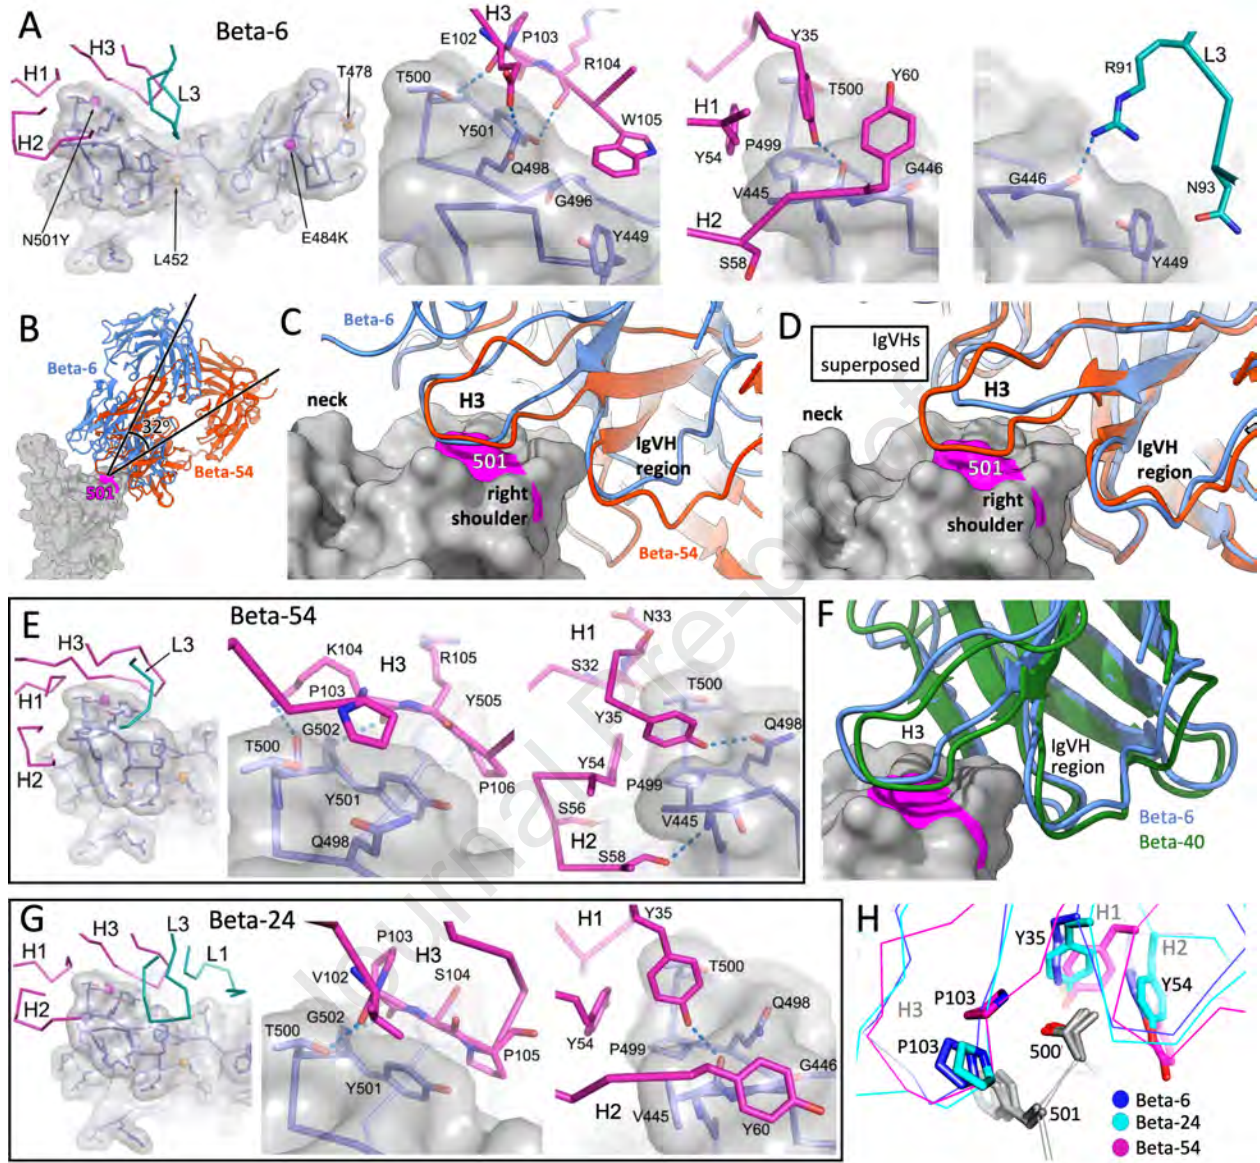 A
Beta-6
H3
H1
L3
H2
T478
N501Y
L452
E484K
H3
P103
E102
R104
T500
Y501
W105
Q498
G496
Y449
Y35
Y60
T500
H1
P499
Y54
G446
V445
H2
S58
L3
R91
G446
N93
Y449
B
Beta-6
32°
Beta-54
501
C
Beta-6
neck
H3
501
IgVH
region
right
shoulder
Beta-54
D
IgVHs
superposed
neck
H3
501
IgVH
region
right
shoulder
E
Beta-54
H3
L3
H1
H2
K104
H3
R105
P103
Y505
G502
T500
P106
Y501
Q498
N33
H1
S32
T500
Y35
Q498
Y54
P499
S56
V445
H2
S58
F
H3
IgVH
region
Beta-6
Beta-40
G
Beta-24
H3
L3
L1
H1
H2
P103
H3
V102
S104
G502
T500
P105
Y501
H1
Y35
T500
Q498
Y54
P499
G446
H2
V445
Y60
H
H1
Y35
H2
P103
Y54
H3
P103
500
501
Beta-6
Beta-24
Beta-54
Journal Pre-proof